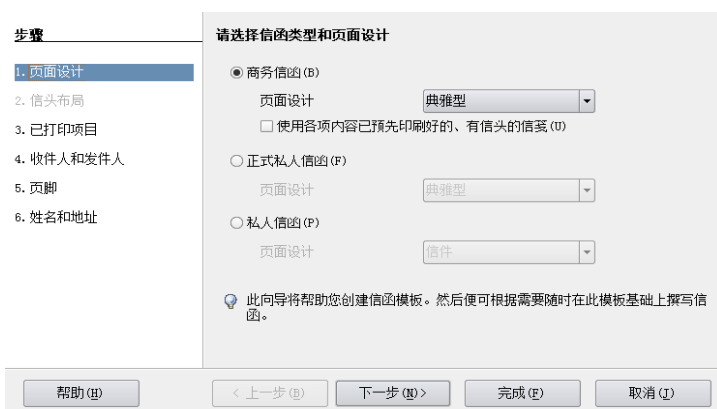 步骤
1. 页面设计
2. 信头布局
3. 已打印项目
4. 收件人和发件人
5. 页脚
6. 姓名和地址
请选择信函类型和页面设计
商务信函(B)
页面设计 典雅型
使用各项内容已预先印刷好的、有信头的信笺(U)
正式私人信函(F)
页面设计 典雅型
私人信函(P)
页面设计 信件
此向导将帮助您创建信函模板。然后便可根据需要随时在此模板基础上撰写信
函。
帮助(H) < 上一步(B) 下一步(N)> 完成(F) 取消(J)